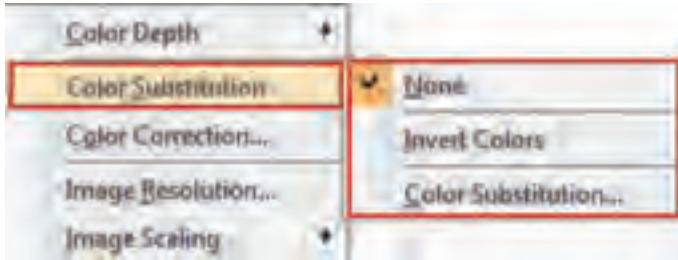 Color Depth
Color Substitution
Color Correction...
Image Resolution...
Image Scaling
None
Invert Colors
Color Substitution...